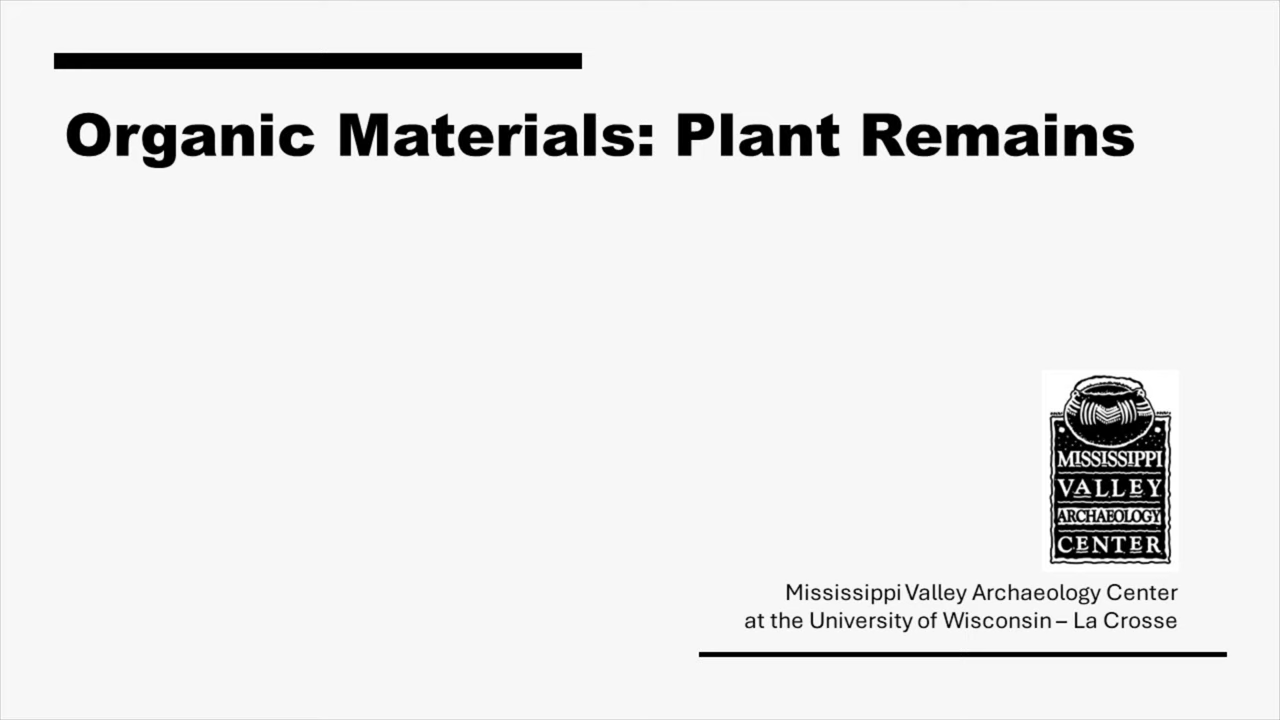 Organic Materials: Plant Remains
MISSISSIPPI
VALLEY
ARCHAEOLOGY
CENTER
Mississippi Valley Archaeology Center
at the University of Wisconsin – La Crosse